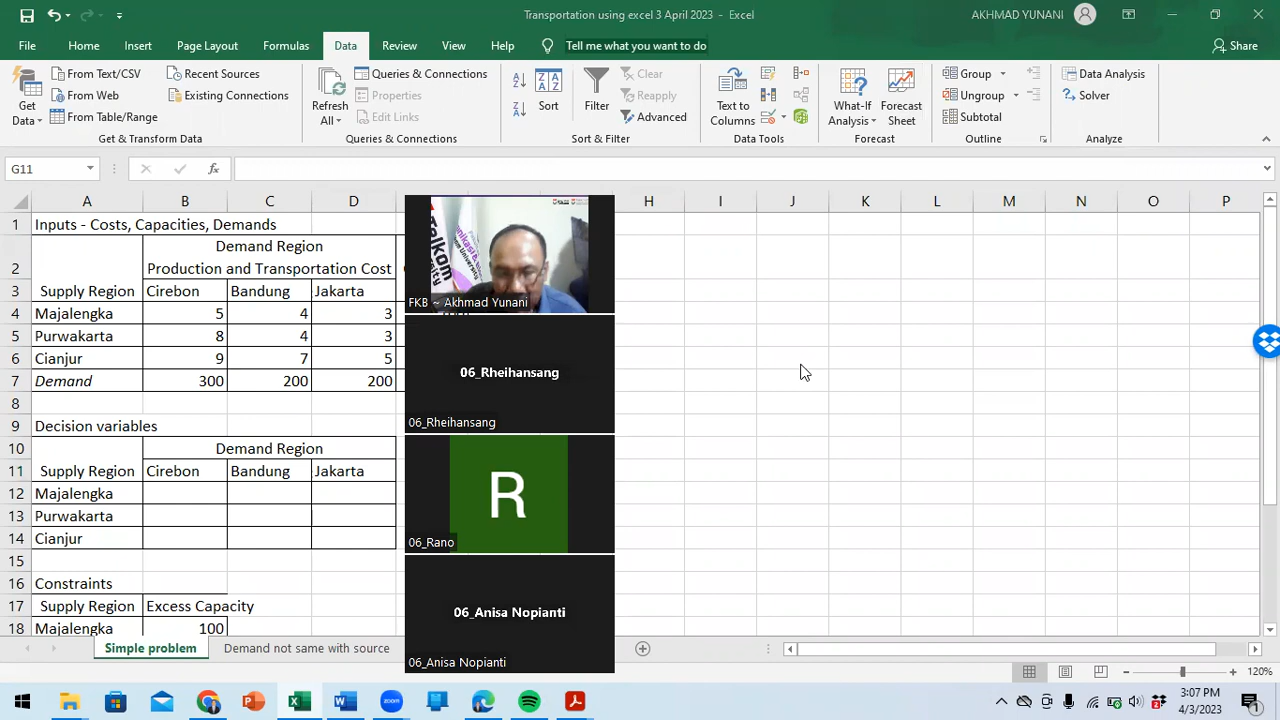 Transportation using excel 3 April 2023 - Excel
AKHMAD YUNANI
File Home Insert Page Layout Formulas Data Review View Help Tell me what you want to do Share
Get Data
From Text/CSV
From Web
From Table/Range
Recent Sources
Existing Connections
Get & Transform Data
Refresh All
Queries & Connections
Properties
Edit Links
Queries & Connections
Sort
Filter
Clear
Reapply
Advanced
Sort & Filter
Text to Columns
Data Tools
What-If Analysis
Forecast Sheet
Forecast
Group
Ungroup
Subtotal
Outline
Data Analysis
Solver
Analyze
G11
fx
A B C D H I J K L M N O P
1 Inputs - Costs, Capacities, Demands
Demand Region
2 Production and Transportation Cost
3 Supply Region Cirebon Bandung Jakarta
4 Majalengka 5 4 3
5 Purwakarta 8 4 3
6 Cianjur 9 7 5
7 Demand 300 200 200
8
9 Decision variables
10 Demand Region
11 Supply Region Cirebon Bandung Jakarta
12 Majalengka
13 Purwakarta
14 Cianjur
15
16 Constraints
17 Supply Region Excess Capacity
18 Majalengka 100
Telkom
FKB ~ Akhmad Yunani
06_Rheihansang
06_Rheihansang
R
06_Rano
06_Anisa Nopianti
06_Anisa Nopianti
Simple problem Demand not same with source
120%
zoom
3:07 PM
4/3/2023